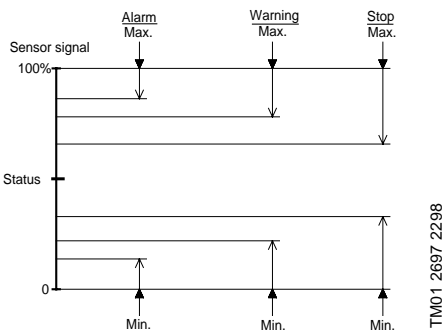 Alarm Warning Stop
Max. Max. Max.
Sensor signal
100%
Status
0
Min. Min. Min.
TM01 2697 2298